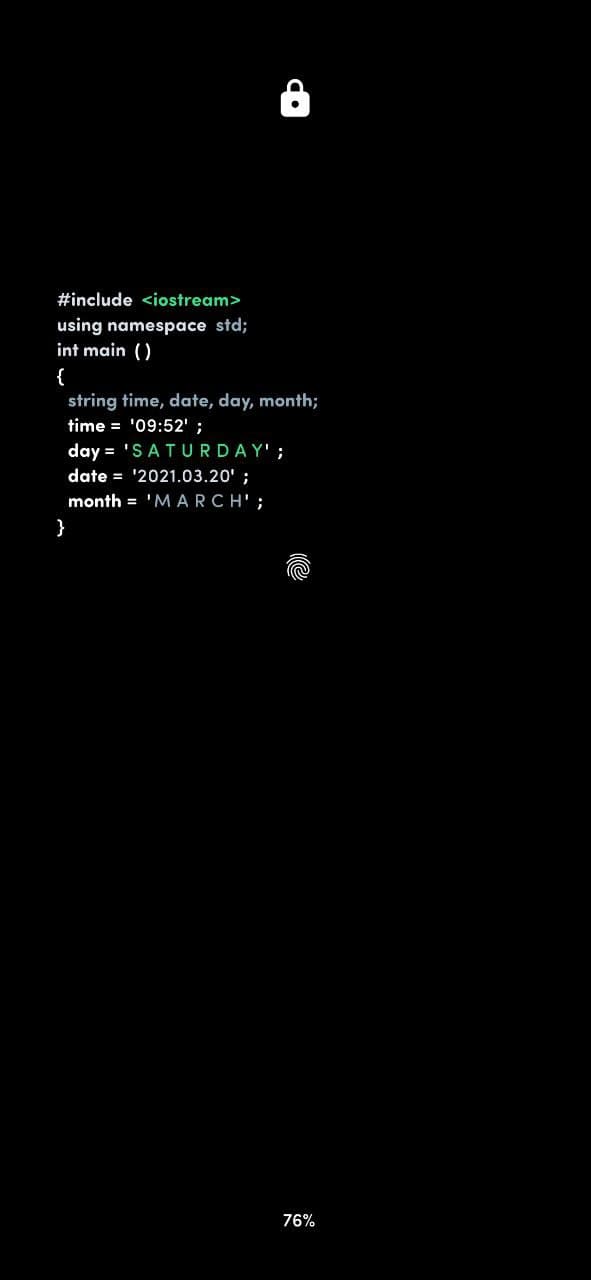 #include <iostream>
using namespace std;
int main ( )
{
string time, date, day, month;
time = '09:52' ;
day = 'S A T U R D A Y' ;
date = '2021.03.20' ;
month = 'M A R C H' ;
}
76%